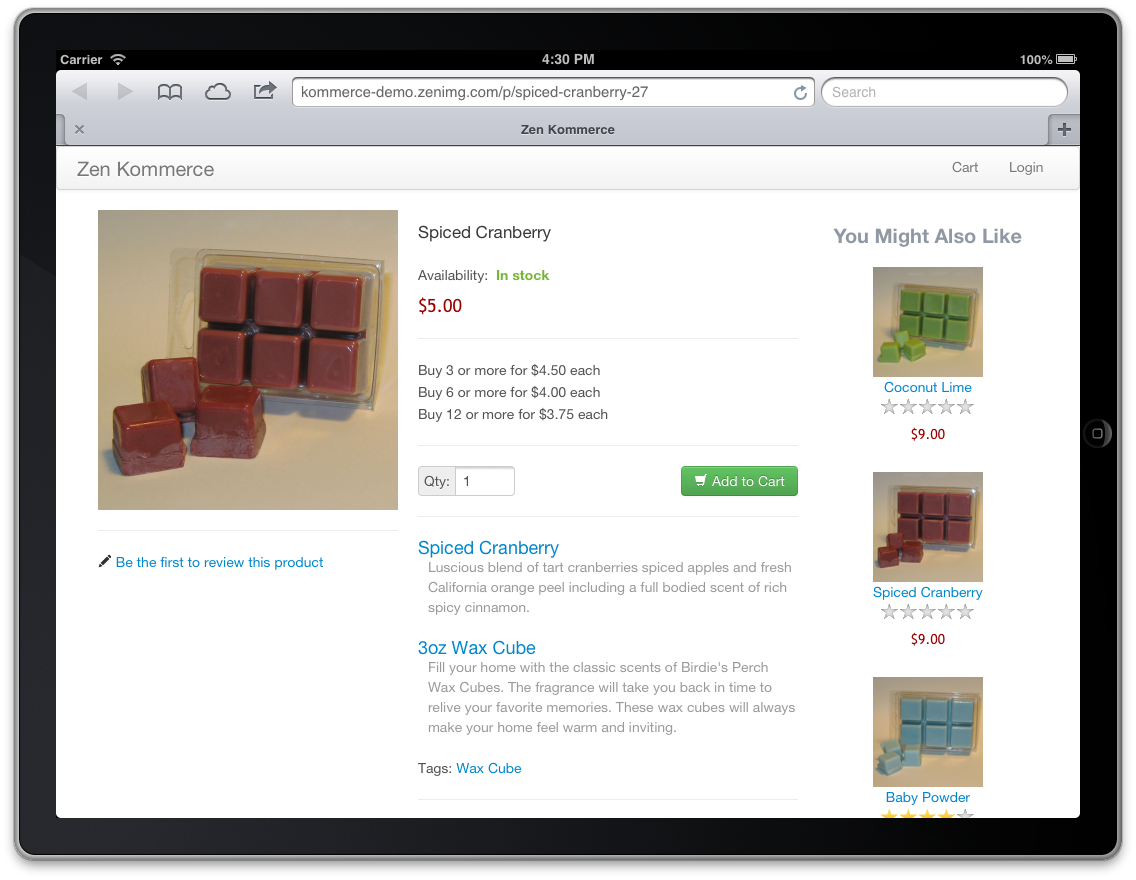 Carrier
4:30 PM
100%
kommerce-demo.zenimg.com/p/spiced-cranberry-27
Search
Zen Kommerce
Zen Kommerce
Cart
Login
Spiced Cranberry
Availability: In stock
$5.00
Buy 3 or more for $4.50 each
Buy 6 or more for $4.00 each
Buy 12 or more for $3.75 each
Qty: 1
Add to Cart
Be the first to review this product
Spiced Cranberry
Luscious blend of tart cranberries spiced apples and fresh
California orange peel including a full bodied scent of rich
spicy cinnamon.
3oz Wax Cube
Fill your home with the classic scents of Birdie's Perch
Wax Cubes. The fragrance will take you back in time to
relive your favorite memories. These wax cubes will always
make your home feel warm and inviting.
Tags: Wax Cube
You Might Also Like
Coconut Lime
$9.00
Spiced Cranberry
$9.00
Baby Powder